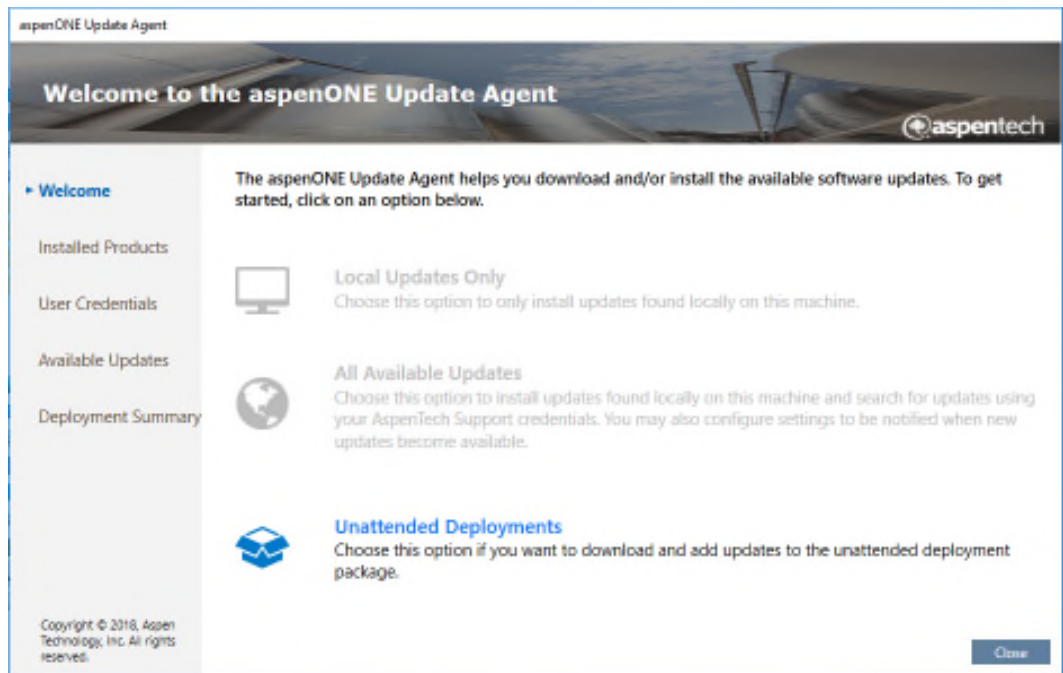 aspenONE Update Agent
Welcome to the aspenONE Update Agent
aspentech
Welcome
The aspenONE Update Agent helps you download and/or install the available software updates. To get
started, click on an option below.
Installed Products
User Credentials
Available Updates
Deployment Summary
Local Updates Only
Choose this option to only install updates found locally on this machine.
All Available Updates
Choose this option to install updates found locally on this machine and search for updates using
your AspenTech Support credentials. You may also configure settings to be notified when new
updates become available.
Unattended Deployments
Choose this option if you want to download and add updates to the unattended deployment
package.
Copyright © 2018, Aspen
Technology, Inc. All rights
reserved.
Close